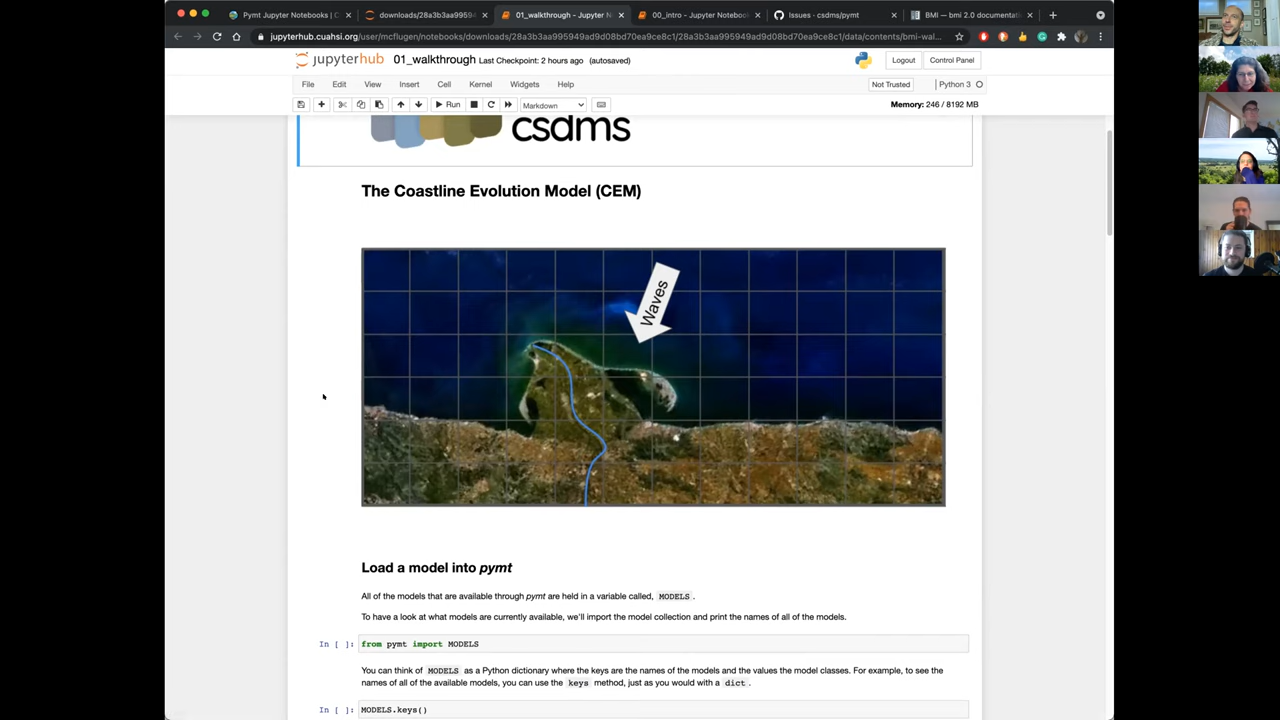 Pymt Jupyter Notebooks | C
downloads/28a3b3aa95994
01_walkthrough - Jupyter N
00_intro - Jupyter Notebook
Issues · csdms/pymt
BMI — bmi 2.0 documentati
jupyterhub.cuahsi.org/user/mcflugen/notebooks/downloads/28a3b3aa995949ad9d08bd70ea9ce8c1/28a3b3aa995949ad9d08bd70ea9ce8c1/data/contents/bmi-wal...
jupyterhub 01_walkthrough Last Checkpoint: 2 hours ago (autosaved)
Logout
Control Panel
File Edit View Insert Cell Kernel Widgets Help
Not Trusted
Python 3
Run
Markdown
Memory: 246 / 8192 MB
csdms
The Coastline Evolution Model (CEM)
Waves
Load a model into pymt
All of the models that are available through pymt are held in a variable called, MODELS.
To have a look at what models are currently available, we'll import the model collection and print the names of all of the models.
In [ ]: from pymt import MODELS
You can think of MODELS as a Python dictionary where the keys are the names of the models and the values the model classes. For example, to see the
names of all of the available models, you can use the keys method, just as you would with a dict.
In [ ]: MODELS.keys()